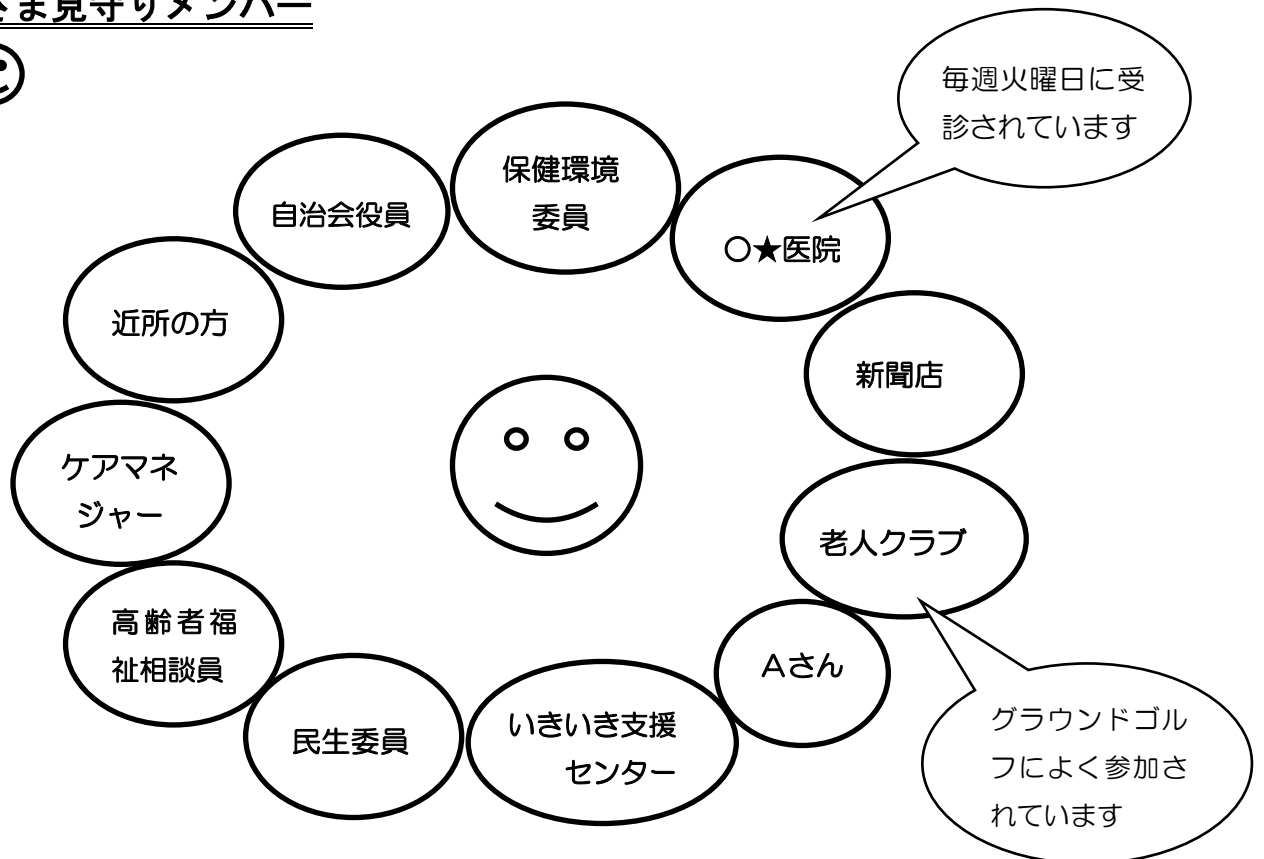 ま見守りメンバー
毎週火曜日に受
診されています
保健環境
委員
自治会役員
〇★医院
近所の方
新聞店
ケアマネ
ジャー
老人クラブ
高齢者福
祉相談員
Aさん
いきいき支援
センター
民生委員
グラウンドゴル
フによく参加さ
れています